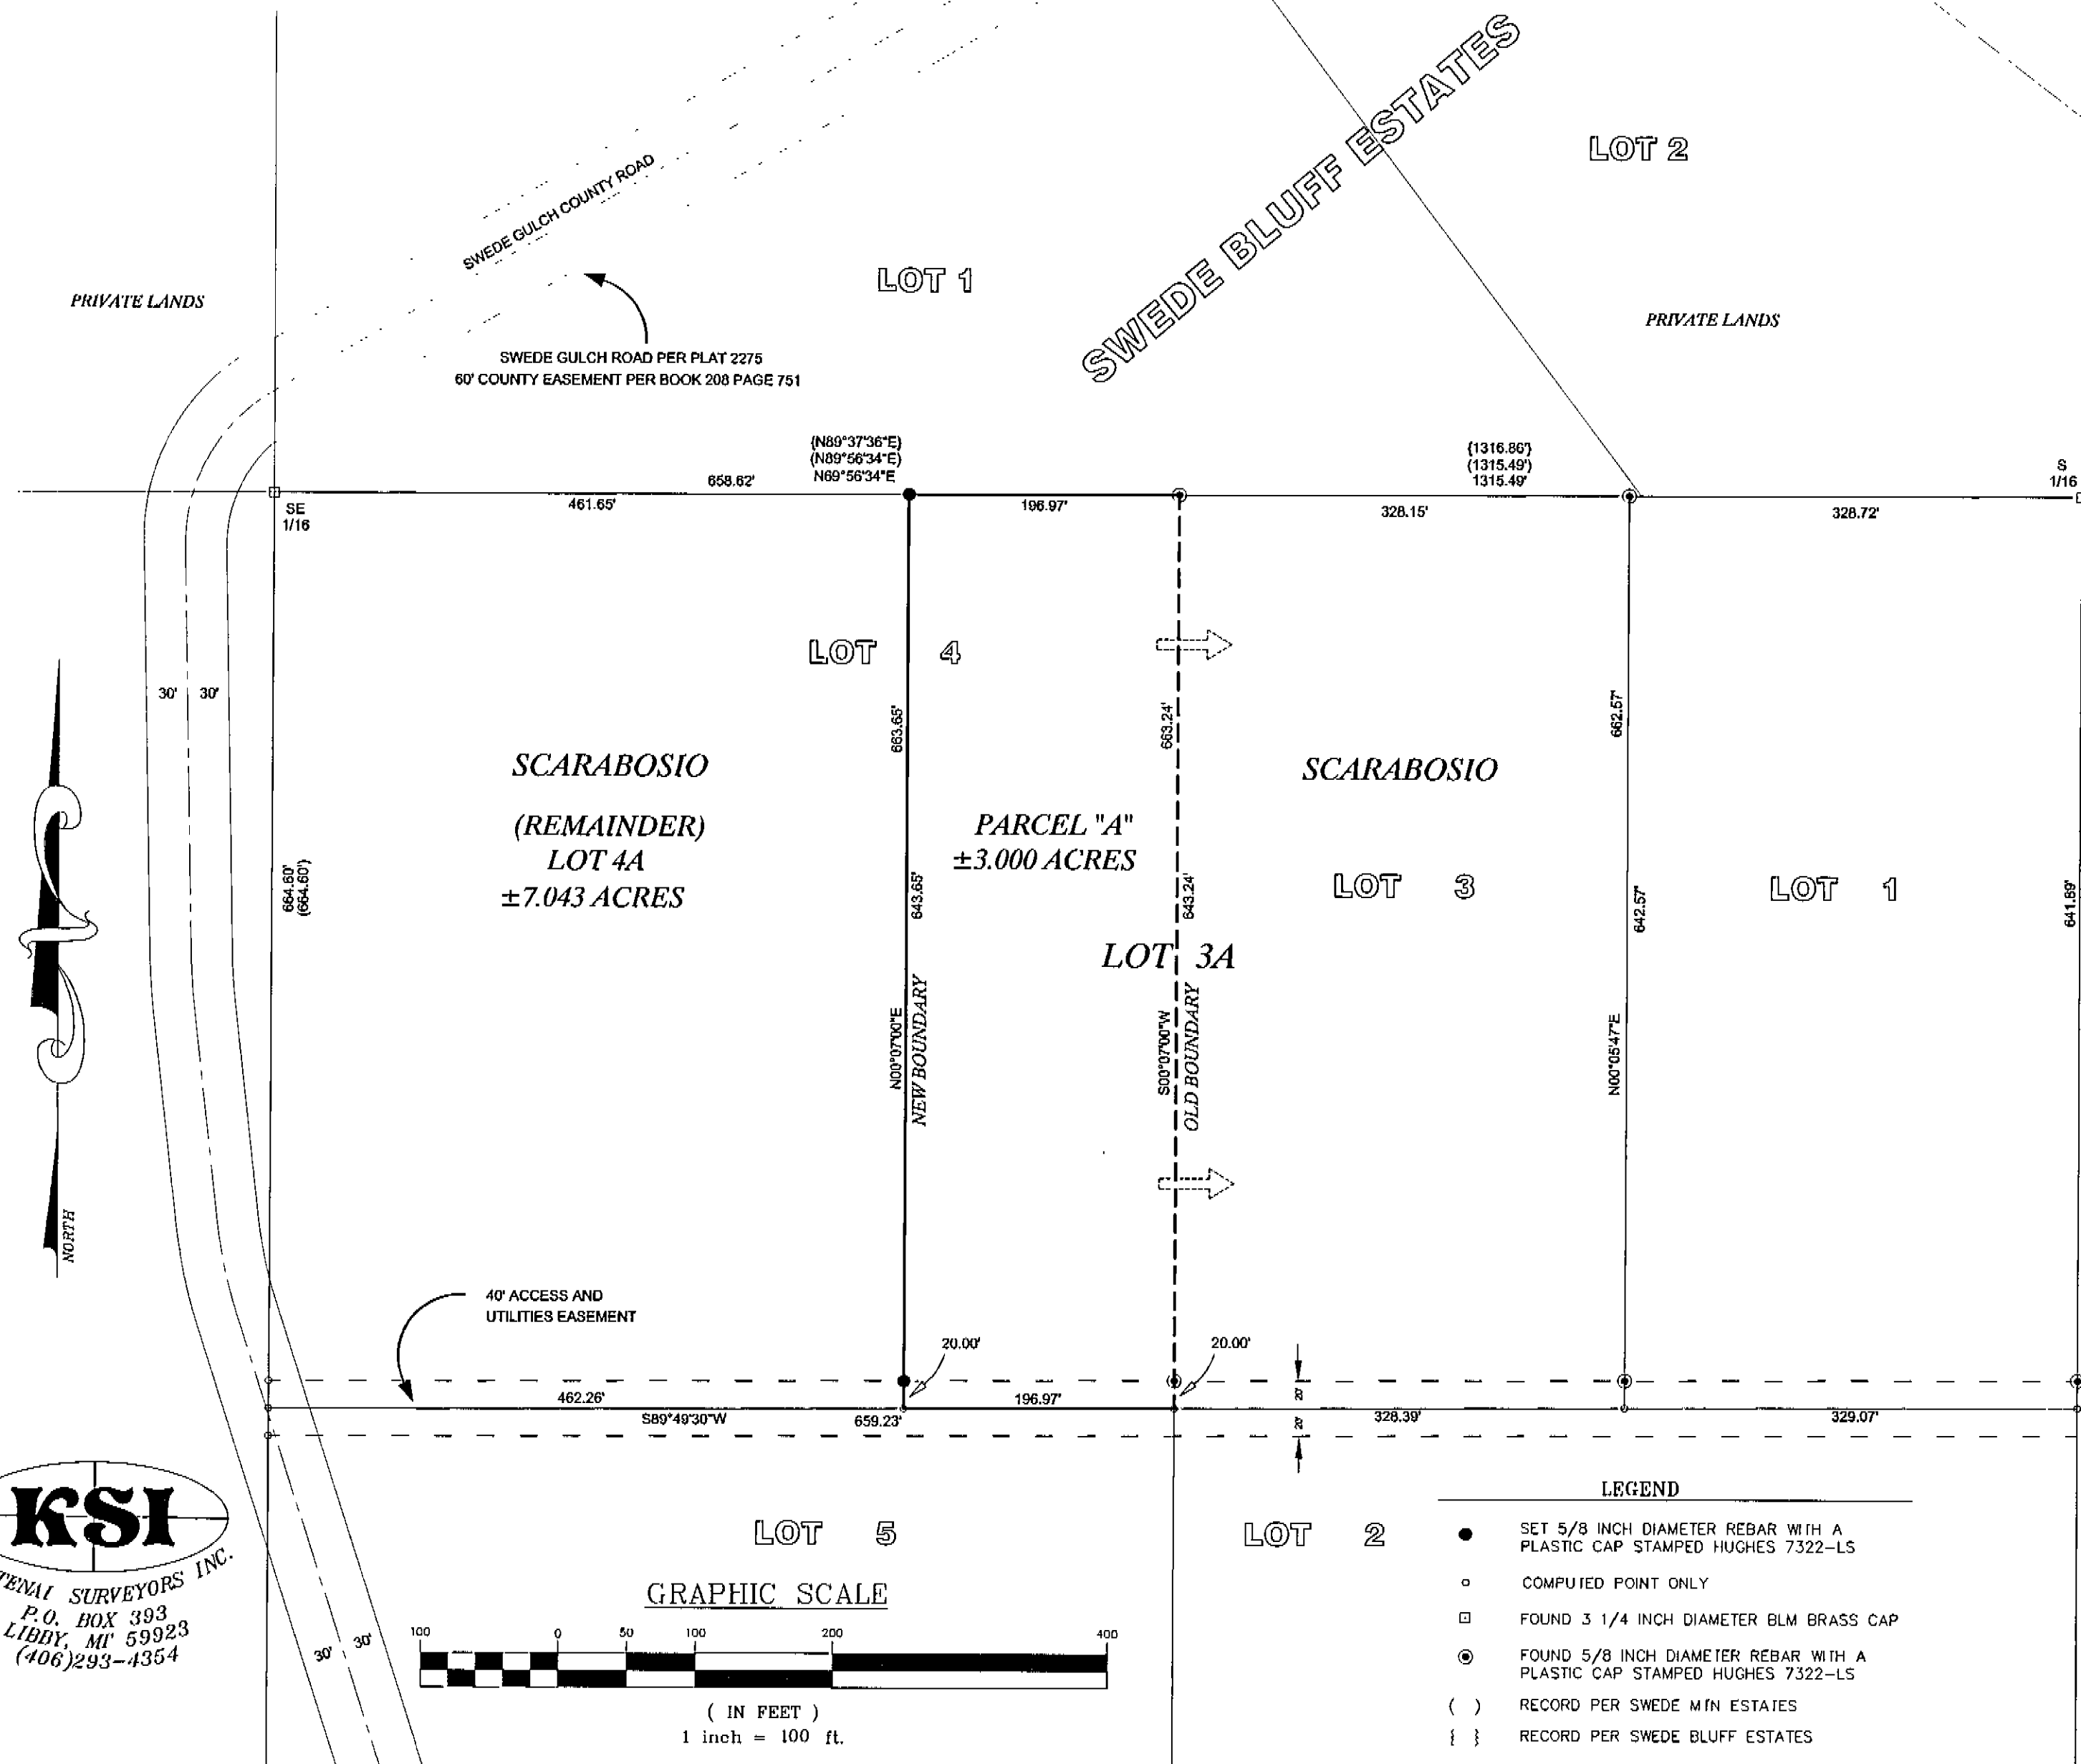 SWEDE BLUFF ESTATES
LOT 2
SWEDE GULCH COUNTY ROAD
LOT 1
PRIVATE LANDS
PRIVATE LANDS
SWEDE GULCH ROAD PER PLAT 2275
60' COUNTY EASEMENT PER BOOK 208 PAGE 751
{N89°37'36"E}
(N89°56'34"E)
N69°56'34"E
{1316.86'}
(1315.49')
1315.49'
S
1/16
658.62'
SE
1/16
461.65'
196.97'
328.15'
328.72'
LOT 4
30' 30'
663.65'
663.24'
662.57'
SCARABOSIO
(REMAINDER)
LOT 4A
±7.043 ACRES
PARCEL "A"
±3.000 ACRES
SCARABOSIO
LOT 3
LOT 1
664.60'
(664.60')
643.65'
643.24'
642.57'
641.89'
LOT 3A
N00°07'00"E
NEW BOUNDARY
S00°07'00"W
OLD BOUNDARY
N00°05'47"E
NORTH
40' ACCESS AND
UTILITIES EASEMENT
20.00'
20.00'
462.26'
196.97'
20'
20'
S89°49'30"W
659.23'
328.39'
329.07'
KSI
TENAI SURVEYORS INC.
P.O. BOX 393
LIBBY, MT 59923
(406)293-4354
30' 30'
LOT 5
LOT 2
GRAPHIC SCALE
100 0 50 100 200 400
( IN FEET )
1 inch = 100 ft.
LEGEND
SET 5/8 INCH DIAMETER REBAR WITH A
PLASTIC CAP STAMPED HUGHES 7322-LS
COMPUTED POINT ONLY
FOUND 3 1/4 INCH DIAMETER BLM BRASS CAP
FOUND 5/8 INCH DIAMETER REBAR WITH A
PLASTIC CAP STAMPED HUGHES 7322-LS
( ) RECORD PER SWEDE MTN ESTATES
{ } RECORD PER SWEDE BLUFF ESTATES